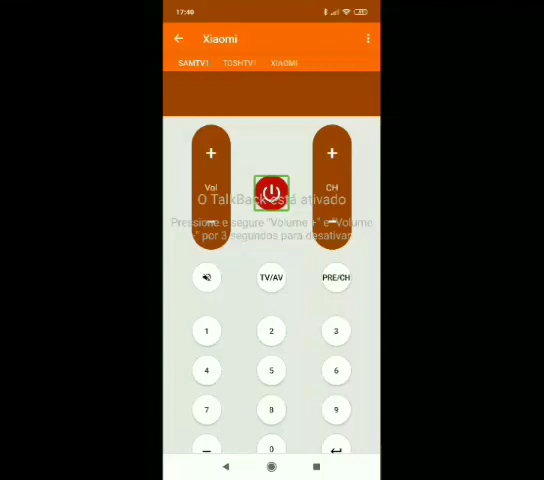 17:40
Xiaomi
SAMTV1 TOSHTV1 XIAOMI
+ +
Vol CH
O TalkBack está ativado
Pressione e segure "Volume +" e "Volume
-" por 3 segundos para desativar
TV/AV PRE/CH
1 2 3
4 5 6
7 8 9
0